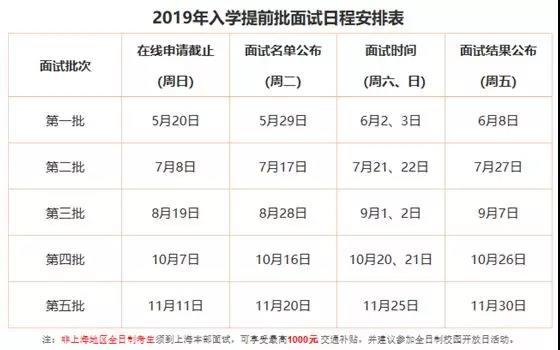 2019年入学提前批面试日程安排表
面试批次 在线申请截止 (周日) 面试名单公布 (周二) 面试时间 (周六、日) 面试结果公布 (周五)
第一批 5月20日 5月29日 6月2、3日 6月8日
第二批 7月8日 7月17日 7月21、22日 7月27日
第三批 8月19日 8月28日 9月1、2日 9月7日
第四批 10月7日 10月16日 10月20、21日 10月26日
第五批 11月11日 11月20日 11月25日 11月30日
注：非上海地区全日制考生须到上海本部面试，可享受最高1000元 交通补贴，并建议参加全日制校园开放日活动。